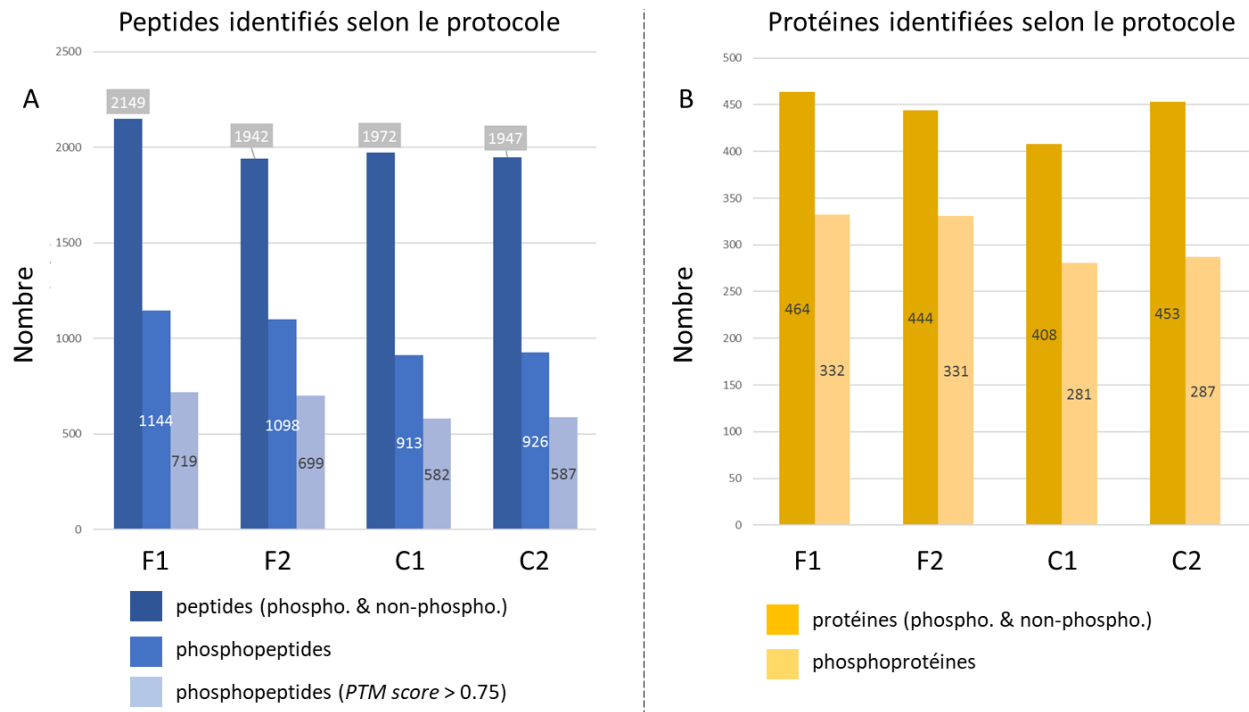 Peptides identifiés selon le protocole
A
Nombre
2500
2000
1500
1000
500
0
2149
1942
1972
1947
1144
719
1098
699
913
582
926
587
F1
F2
C1
C2
peptides (phospho. & non-phospho.)
phosphopeptides
phosphopeptides (PTM score > 0.75)
Protéines identifiées selon le protocole
B
Nombre
500
450
400
350
300
250
200
150
100
50
0
464
332
444
331
408
281
453
287
F1
F2
C1
C2
protéines (phospho. & non-phospho.)
phosphoprotéines